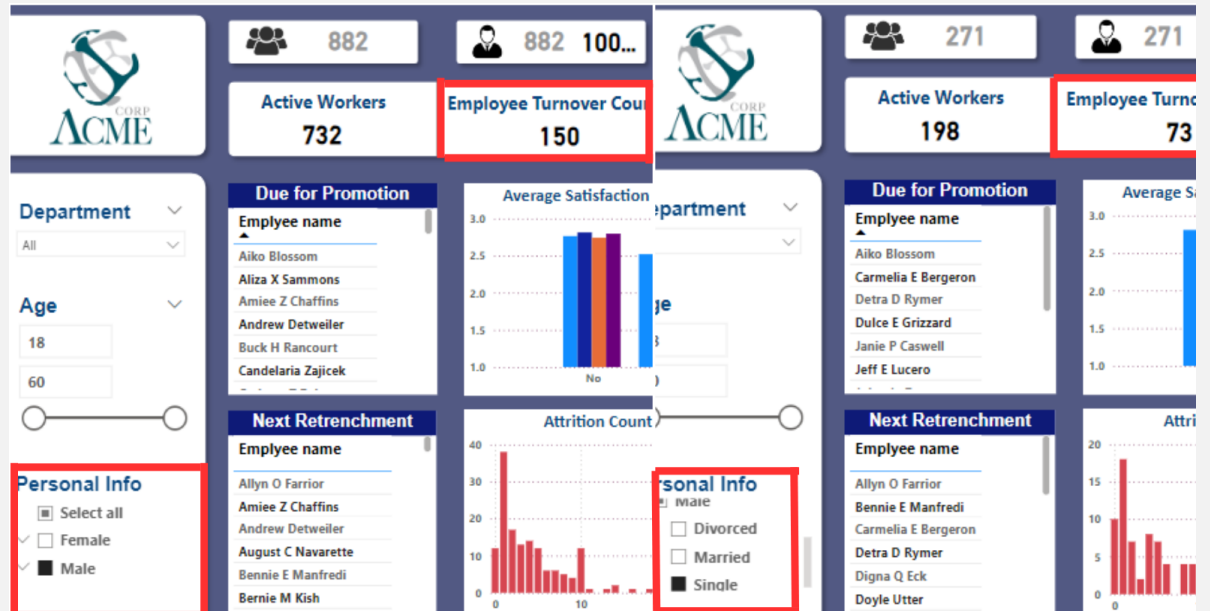 CORP
ACME
882
882 100...
Active Workers
732
Employee Turnover Cou
150
Department
All
Age
18
60
Personal Info
Select all
Female
Male
Due for Promotion
Emplyee name
Aiko Blossom
Aliza X Sammons
Amiee Z Chaffins
Andrew Detweiler
Buck H Rancourt
Candelaria Zajicek
Average Satisfaction
3.0
2.5
2.0
1.5
1.0
No
Next Retrenchment
Emplyee name
Allyn O Farrior
Amiee Z Chaffins
Andrew Detweiler
August C Navarette
Bennie E Manfredi
Bernie M Kish
Attrition Count
40
30
20
10
0
0 10
CORP
ACME
271
271
Active Workers
198
Employee Turno
73
epartment
ge
rsonal Info
Male
Divorced
Married
Single
Due for Promotion
Emplyee name
Aiko Blossom
Carmelia E Bergeron
Detra D Rymer
Dulce E Grizzard
Janie P Caswell
Jeff E Lucero
Average Sa
3.0
2.5
2.0
1.5
1.0
Next Retrenchment
Emplyee name
Allyn O Farrior
Bennie E Manfredi
Carmelia E Bergeron
Detra D Rymer
Digna Q Eck
Doyle Utter
Attri
20
15
10
5
0
0